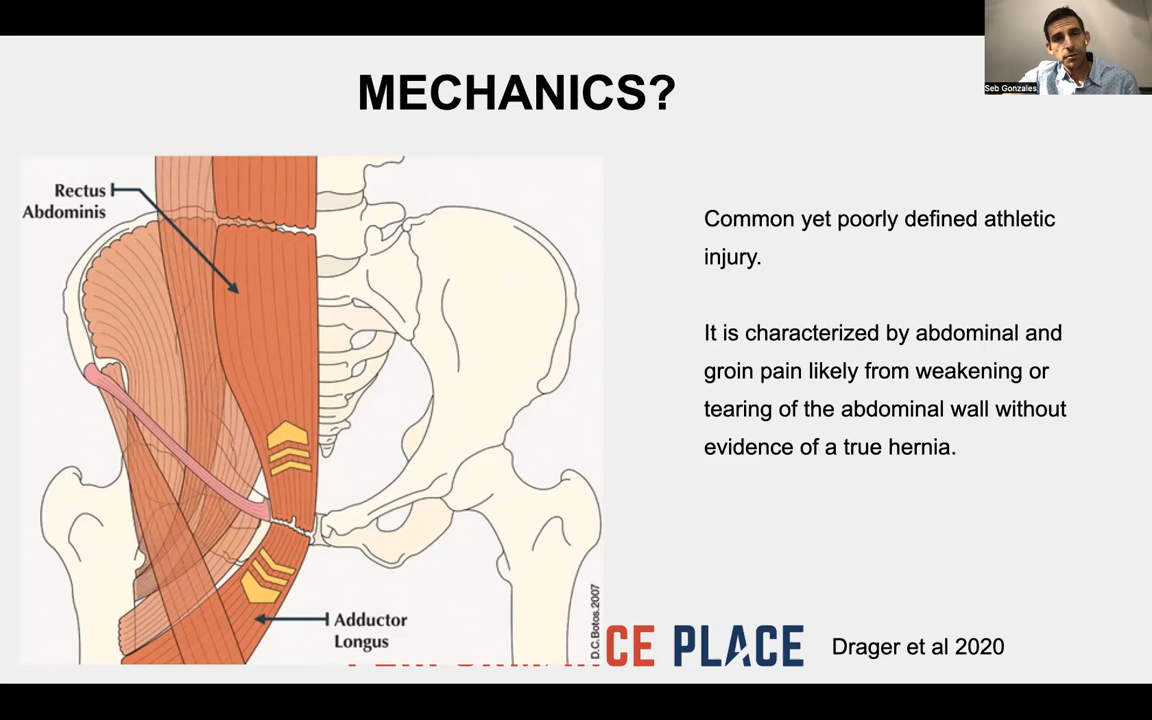 Seb Gonzales
MECHANICS?
Rectus
Abdominis
Common yet poorly defined athletic
injury.
It is characterized by abdominal and
groin pain likely from weakening or
tearing of the abdominal wall without
evidence of a true hernia.
Adductor
Longus
D.C.Botos.2007
CE PLACE
Drager et al 2020